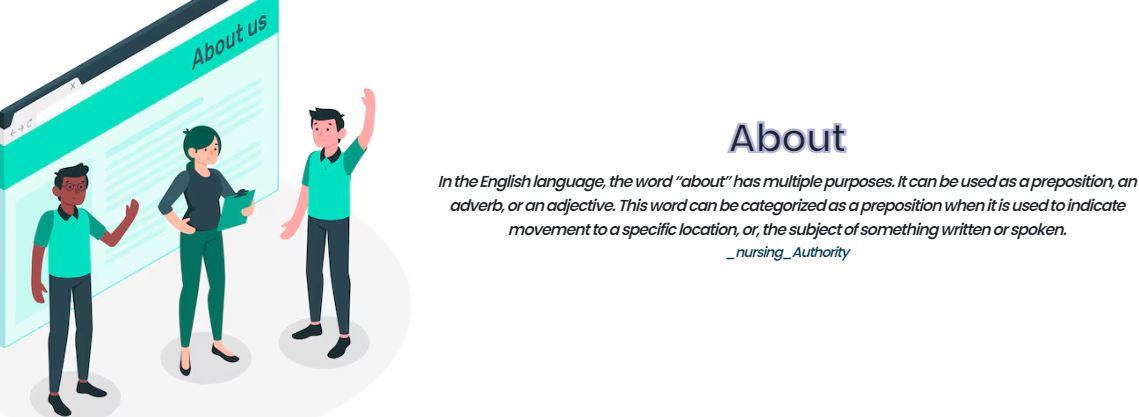 About us
x
About
In the English language, the word “about” has multiple purposes. It can be used as a preposition, an
adverb, or an adjective. This word can be categorized as a preposition when it is used to indicate
movement to a specific location, or, the subject of something written or spoken.
_nursing_Authority